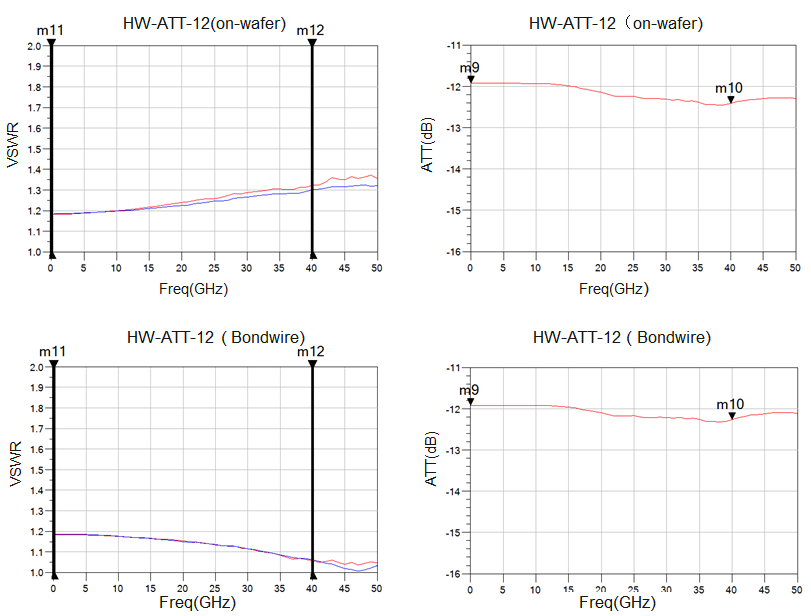 HW-ATT-12(on-wafer)
m11 m12
2.0
1.9
1.8
1.7
1.6
1.5
1.4
1.3
1.2
1.1
1.0
VSWR
0 5 10 15 20 25 30 35 40 45 50
Freq(GHz)
HW-ATT-12（on-wafer)
-11
-12
-13
-14
-15
-16
m9
m10
ATT(dB)
0 5 10 15 20 25 30 35 40 45 50
Freq(GHz)
HW-ATT-12 ( Bondwire)
m11 m12
2.0
1.9
1.8
1.7
1.6
1.5
1.4
1.3
1.2
1.1
1.0
VSWR
0 5 10 15 20 25 30 35 40 45 50
Freq(GHz)
HW-ATT-12 ( Bondwire)
-11
-12
-13
-14
-15
-16
m9
m10
ATT(dB)
0 5 10 15 20 25 30 35 40 45 50
Freq(GHz)